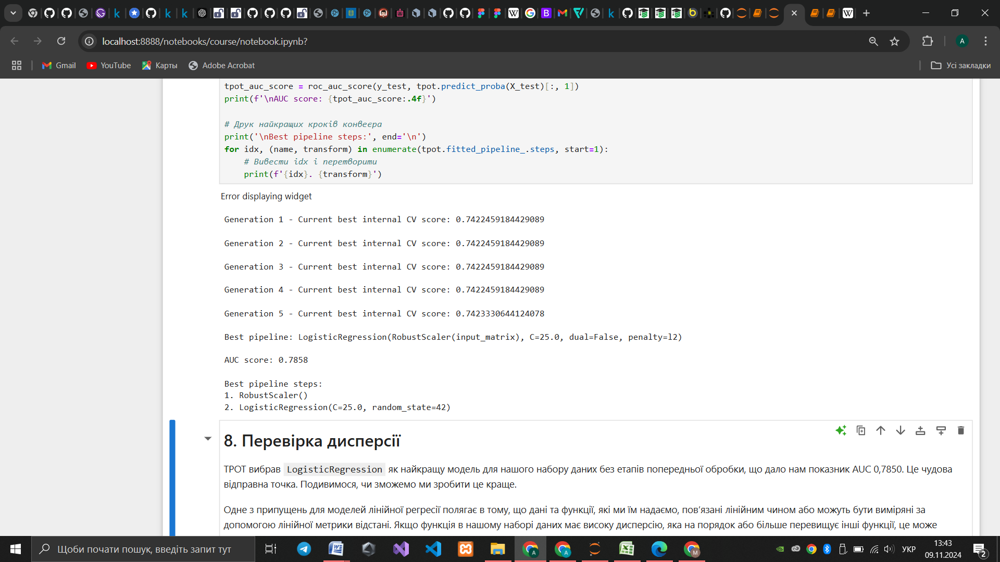 localhost:8888/notebooks/course/notebook.ipynb?
Gmail YouTube Карты Adobe Acrobat Усі закладки
tpot_auc_score = roc_auc_score(y_test, tpot.predict_proba(X_test)[:, 1])
print(f'\nAUC score: {tpot_auc_score:.4f}')
# Друк найкращих кроків конвеєра
print('\nBest pipeline steps:', end='\n')
for idx, (name, transform) in enumerate(tpot.fitted_pipeline_.steps, start=1):
    # Вивести idx і перетворити
    print(f'{idx}. {transform}')
Error displaying widget
Generation 1 - Current best internal CV score: 0.7422459184429089
Generation 2 - Current best internal CV score: 0.7422459184429089
Generation 3 - Current best internal CV score: 0.7422459184429089
Generation 4 - Current best internal CV score: 0.7422459184429089
Generation 5 - Current best internal CV score: 0.7423330644124078
Best pipeline: LogisticRegression(RobustScaler(input_matrix), C=25.0, dual=False, penalty=l2)
AUC score: 0.7858
Best pipeline steps:
1. RobustScaler()
2. LogisticRegression(C=25.0, random_state=42)
8. Перевірка дисперсії
ТРОТ вибрав LogisticRegression як найкращу модель для нашого набору даних без етапів попередньої обробки, що дало нам показник AUC 0,7850. Це чудова
відправна точка. Подивимося, чи зможемо ми зробити це краще.
Одне з припущень для моделей лінійної регресії полягає в тому, що дані та функції, які ми їм надаємо, пов’язані лінійним чином або можуть бути виміряні за
допомогою лінійної метрики відстані. Якщо функція в нашому наборі даних має високу дисперсію, яка на порядок або більше перевищує інші функції, це може
Щоби почати пошук, введіть запит тут
УКР
13:43
09.11.2024
2